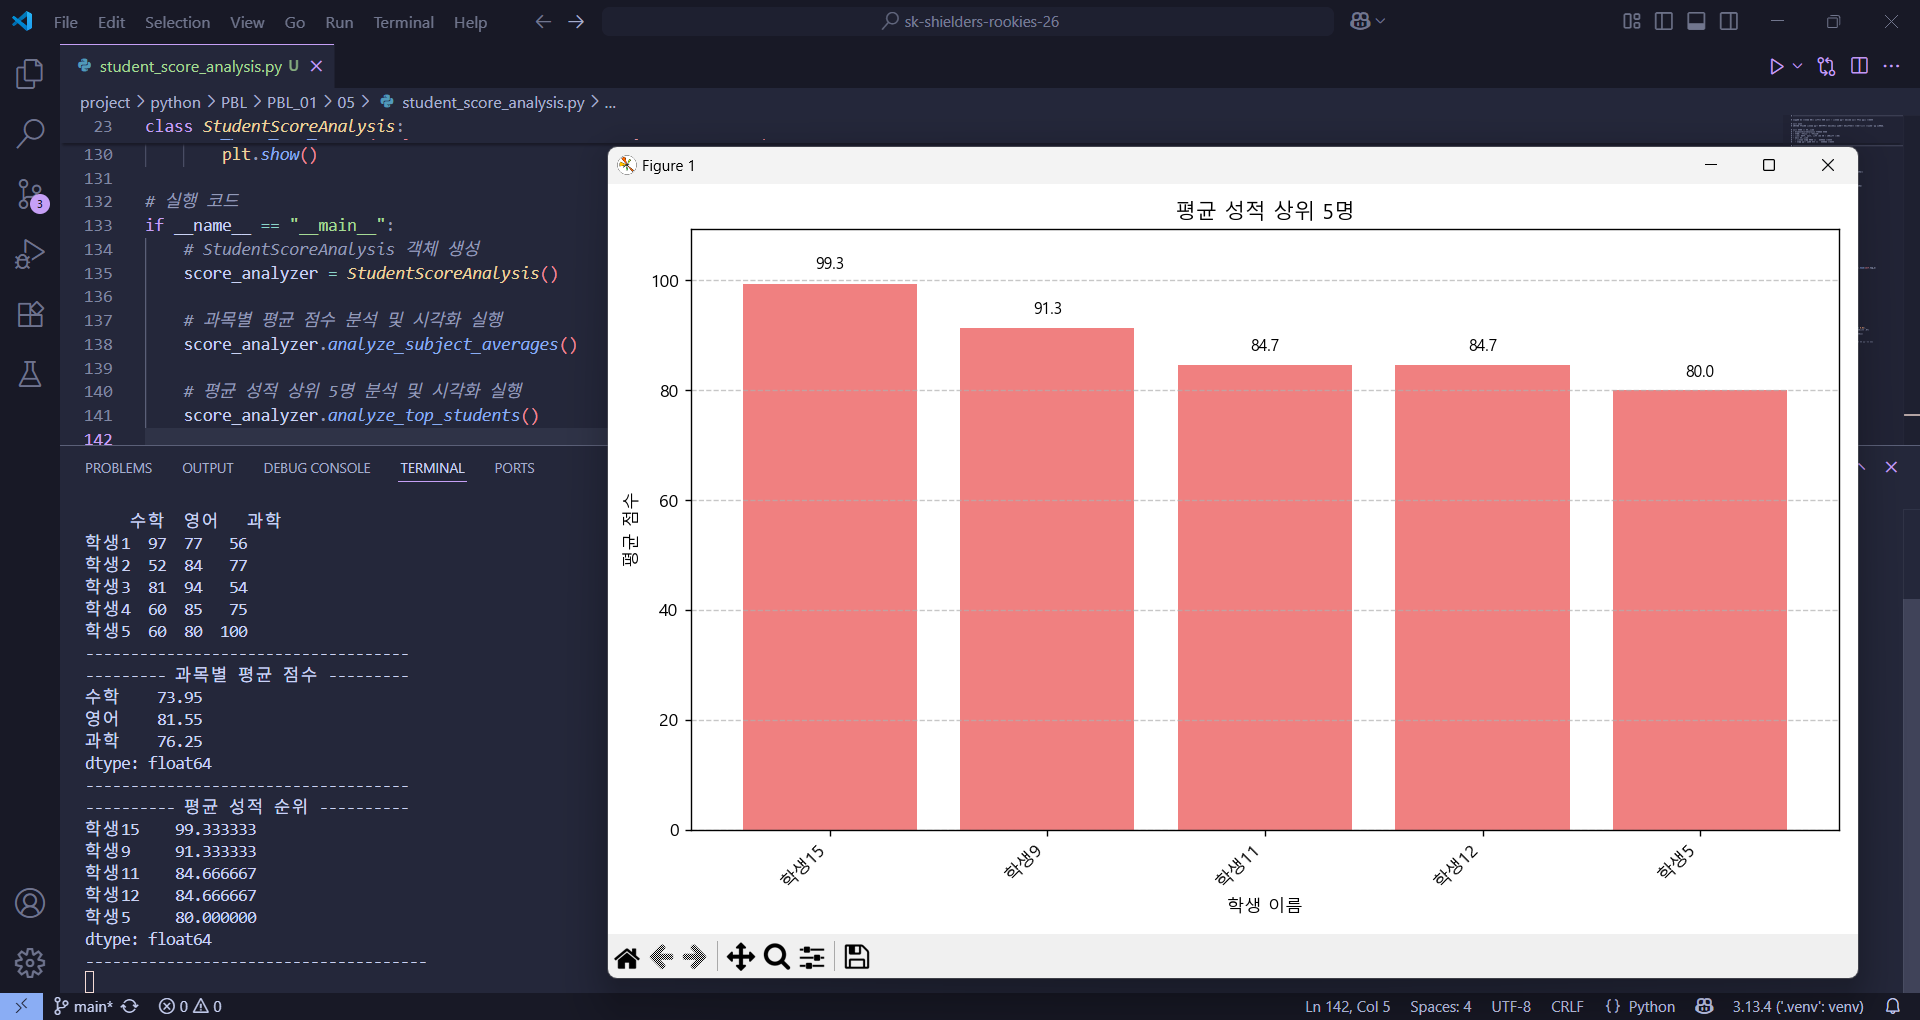 File Edit Selection View Go Run Terminal Help
sk-shielders-rookies-26
student_score_analysis.py U
project > python > PBL > PBL_01 > 05 > student_score_analysis.py > ...
23 class StudentScoreAnalysis:
130 plt.show()
131
132 # 실행 코드
133 if __name__ == "__main__":
134 # StudentScoreAnalysis 객체 생성
135 score_analyzer = StudentScoreAnalysis()
136
137 # 과목별 평균 점수 분석 및 시각화 실행
138 score_analyzer.analyze_subject_averages()
139
140 # 평균 성적 상위 5명 분석 및 시각화 실행
141 score_analyzer.analyze_top_students()
142
3
PROBLEMS OUTPUT DEBUG CONSOLE TERMINAL PORTS
수학 영어 과학
학생1 97 77 56
학생2 52 84 77
학생3 81 94 54
학생4 60 85 75
학생5 60 80 100
------------------------------------
--------- 과목별 평균 점수 ---------
수학 73.95
영어 81.55
과학 76.25
dtype: float64
------------------------------------
---------- 평균 성적 순위 ----------
학생15 99.333333
학생9 91.333333
학생11 84.666667
학생12 84.666667
학생5 80.000000
dtype: float64
--------------------------------------
Figure 1
평균 성적 상위 5명
99.3
91.3
84.7
84.7
80.0
100
80
60
40
20
0
평균 점수
학생15
학생9
학생11
학생12
학생5
학생 이름
main* 0 0
Ln 142, Col 5 Spaces: 4 UTF-8 CRLF {} Python 3.13.4 ('.venv': venv)